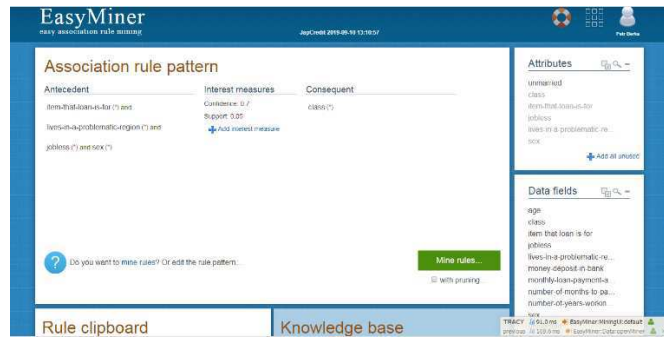 EasyMiner
easy association rule mining
JapCredit 2019-09-10 13:10:57
Petr Berka
Association rule pattern
Antecedent
Interest measures
Consequent
item-that-loan-is-for (*) and
lives-in-a-problematic-region (*) and
jobless (*) and sex (*)
Confidence: 0.7
Support: 0.05
Add interest measure
class (*)
Do you want to mine rules? Or edit the rule pattern...
Mine rules...
with pruning
Attributes
unmarried
class
item-that-loan-is-for
jobless
lives-in-a-problematic-re...
sex
Add all unused
Data fields
age
class
item that loan is for
jobless
lives-in-a-problematic-re...
money-deposit-in-bank
monthly-loan-payment-a...
number-of-months-to-pa...
number-of-years-workin...
sex
Rule clipboard
Knowledge base
TRACY 91.0 ms EasyMiner:MiningUi:default
previous